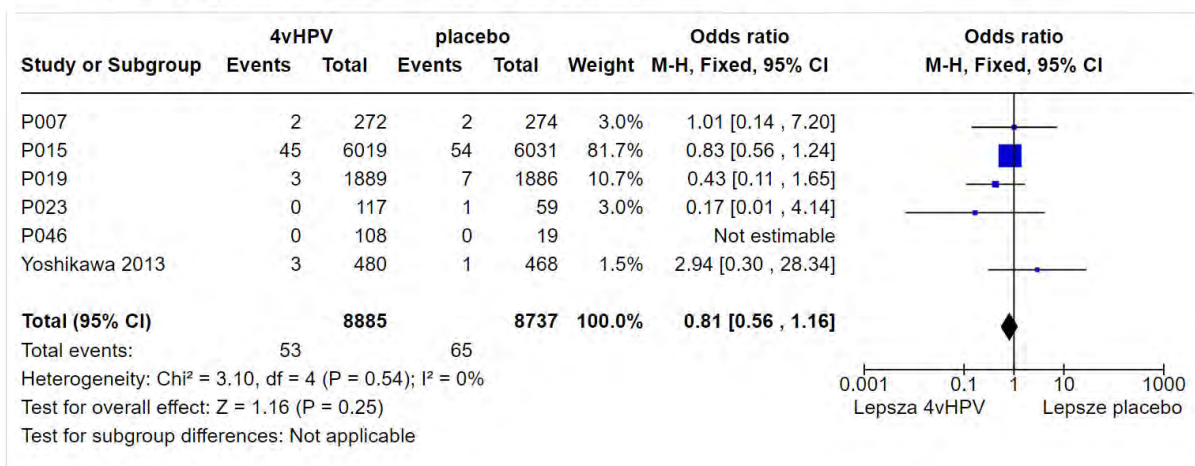 4vHPV placebo Odds ratio Odds ratio
Study or Subgroup Events Total Events Total Weight M-H, Fixed, 95% CI M-H, Fixed, 95% CI
P007 2 272 2 274 3.0% 1.01 [0.14 , 7.20]
P015 45 6019 54 6031 81.7% 0.83 [0.56 , 1.24]
P019 3 1889 7 1886 10.7% 0.43 [0.11 , 1.65]
P023 0 117 1 59 3.0% 0.17 [0.01 , 4.14]
P046 0 108 0 19 Not estimable
Yoshikawa 2013 3 480 1 468 1.5% 2.94 [0.30 , 28.34]
Total (95% CI) 8885 8737 100.0% 0.81 [0.56 , 1.16]
Total events: 53 65
Heterogeneity: Chi² = 3.10, df = 4 (P = 0.54); I² = 0%
Test for overall effect: Z = 1.16 (P = 0.25)
Test for subgroup differences: Not applicable
0.001 0.1 1 10 1000
Lepsza 4vHPV Lepsze placebo